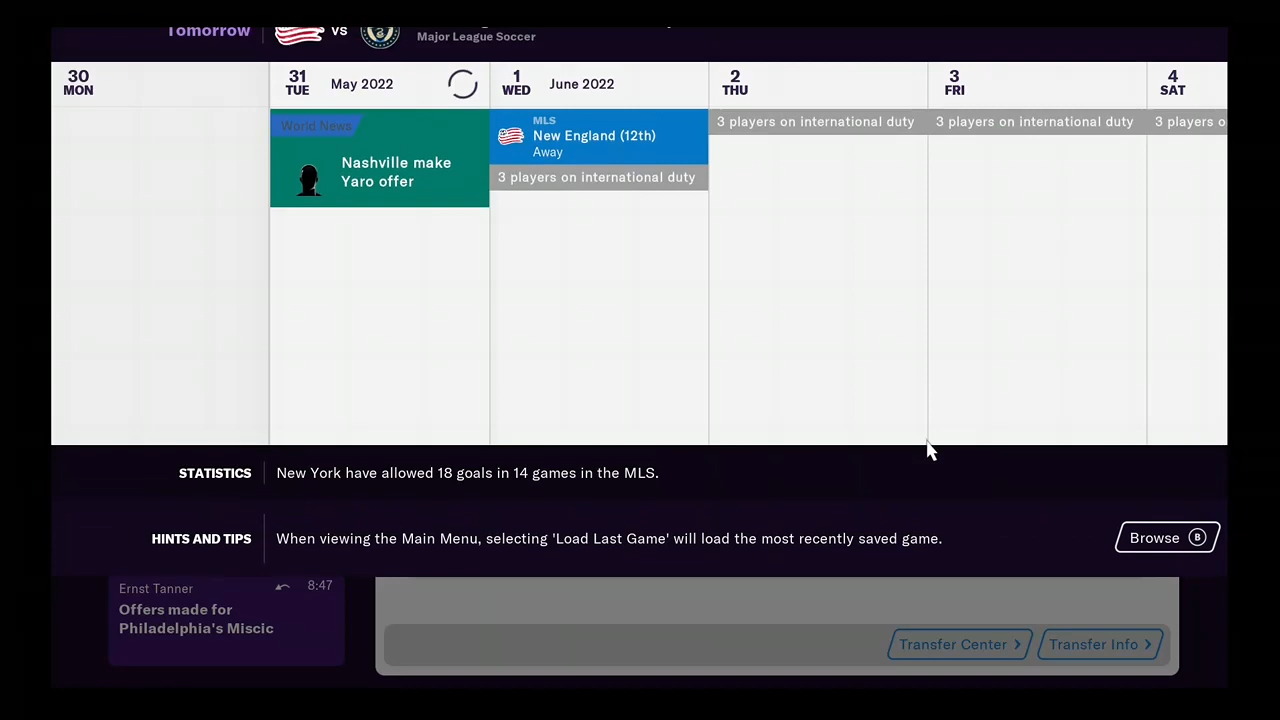 Tomorrow
vs
Major League Soccer
30
MON
31
TUE
May 2022
1
WED
June 2022
2
THU
3
FRI
4
SAT
World News
Nashville make
Yaro offer
MLS
New England (12th)
Away
3 players on international duty
3 players on international duty
3 players on international duty
3 players o
STATISTICS
New York have allowed 18 goals in 14 games in the MLS.
HINTS AND TIPS
When viewing the Main Menu, selecting 'Load Last Game' will load the most recently saved game.
Browse B
Ernst Tanner
8:47
Offers made for
Philadelphia's Miscic
Transfer Center
Transfer Info